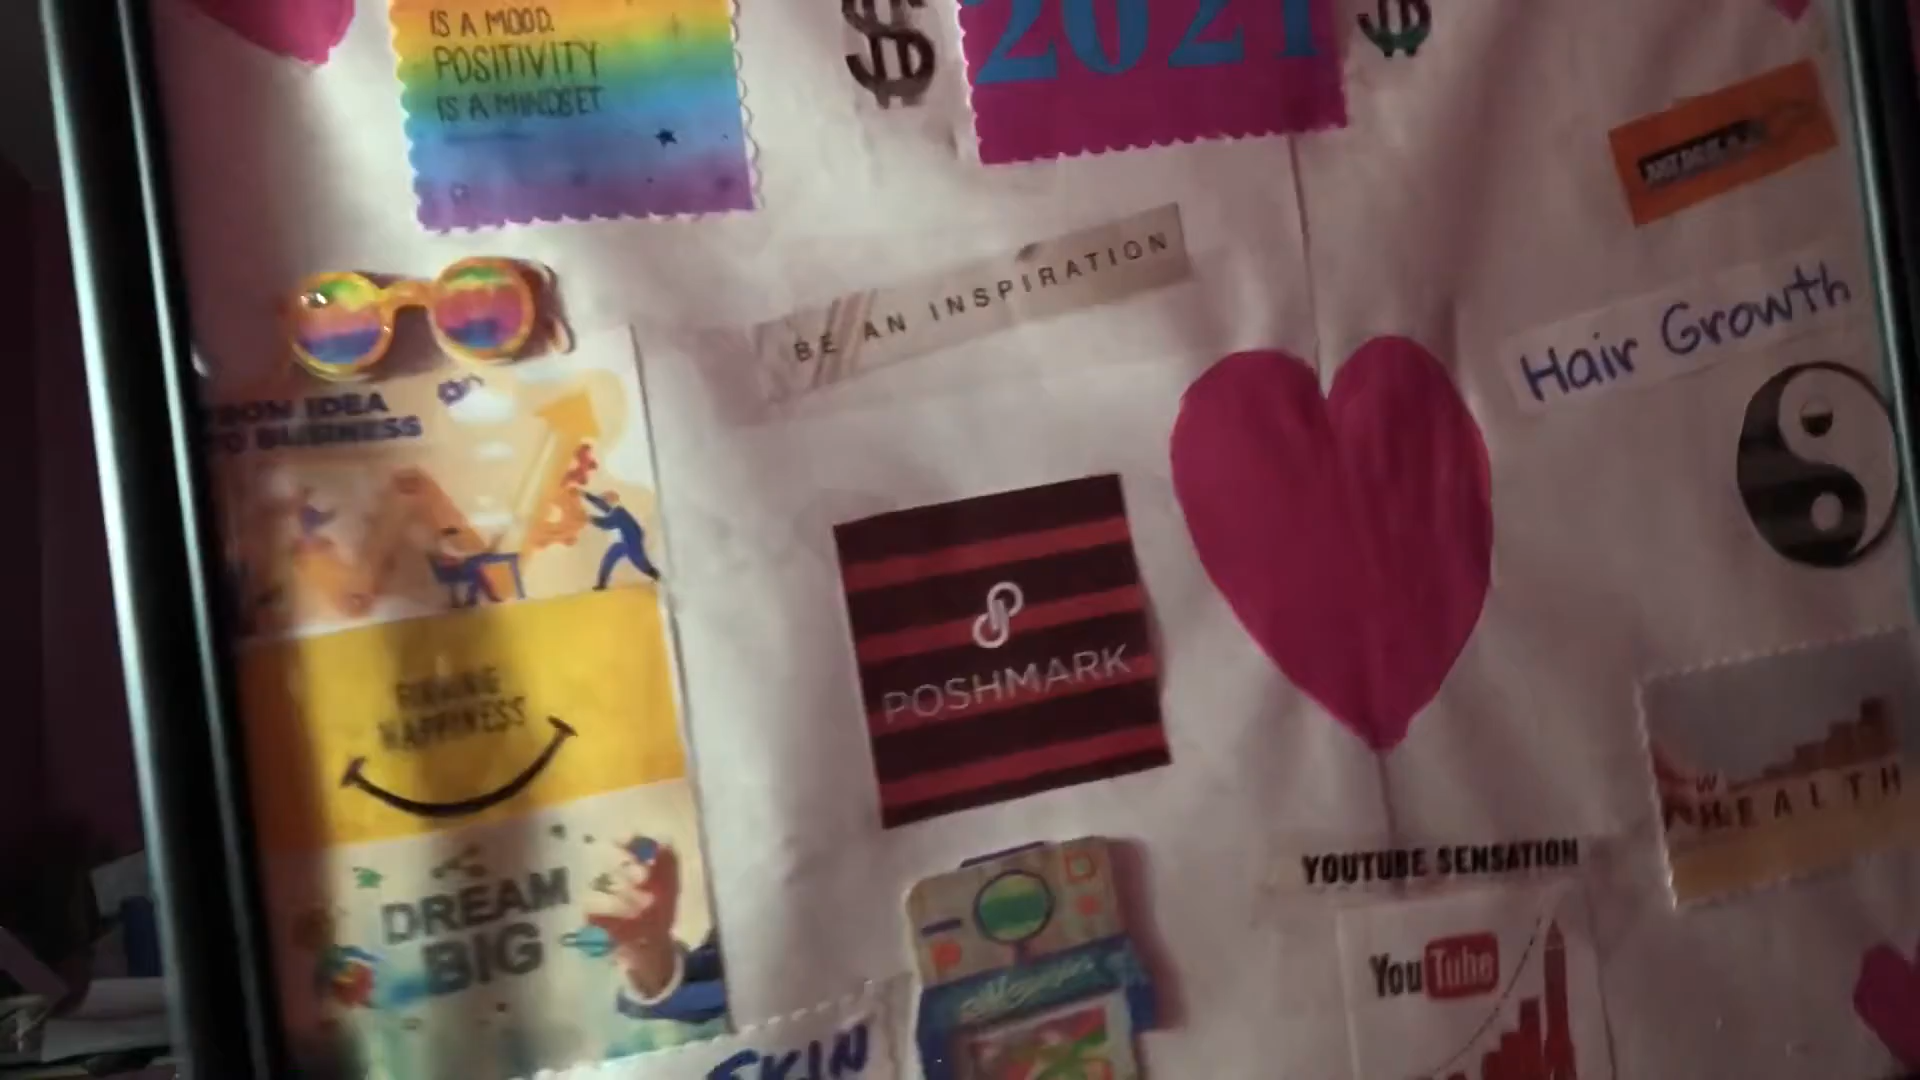 IS A MOOD.
POSITIVITY
IS A MINDSET
$
2021
$
BE AN INSPIRATION
Hair Growth
FROM IDEA
TO BUSINESS
POSHMARK
FINDING
HAPPINESS
WEALTH
DREAM
BIG
YOUTUBE SENSATION
YouTube
SKIN